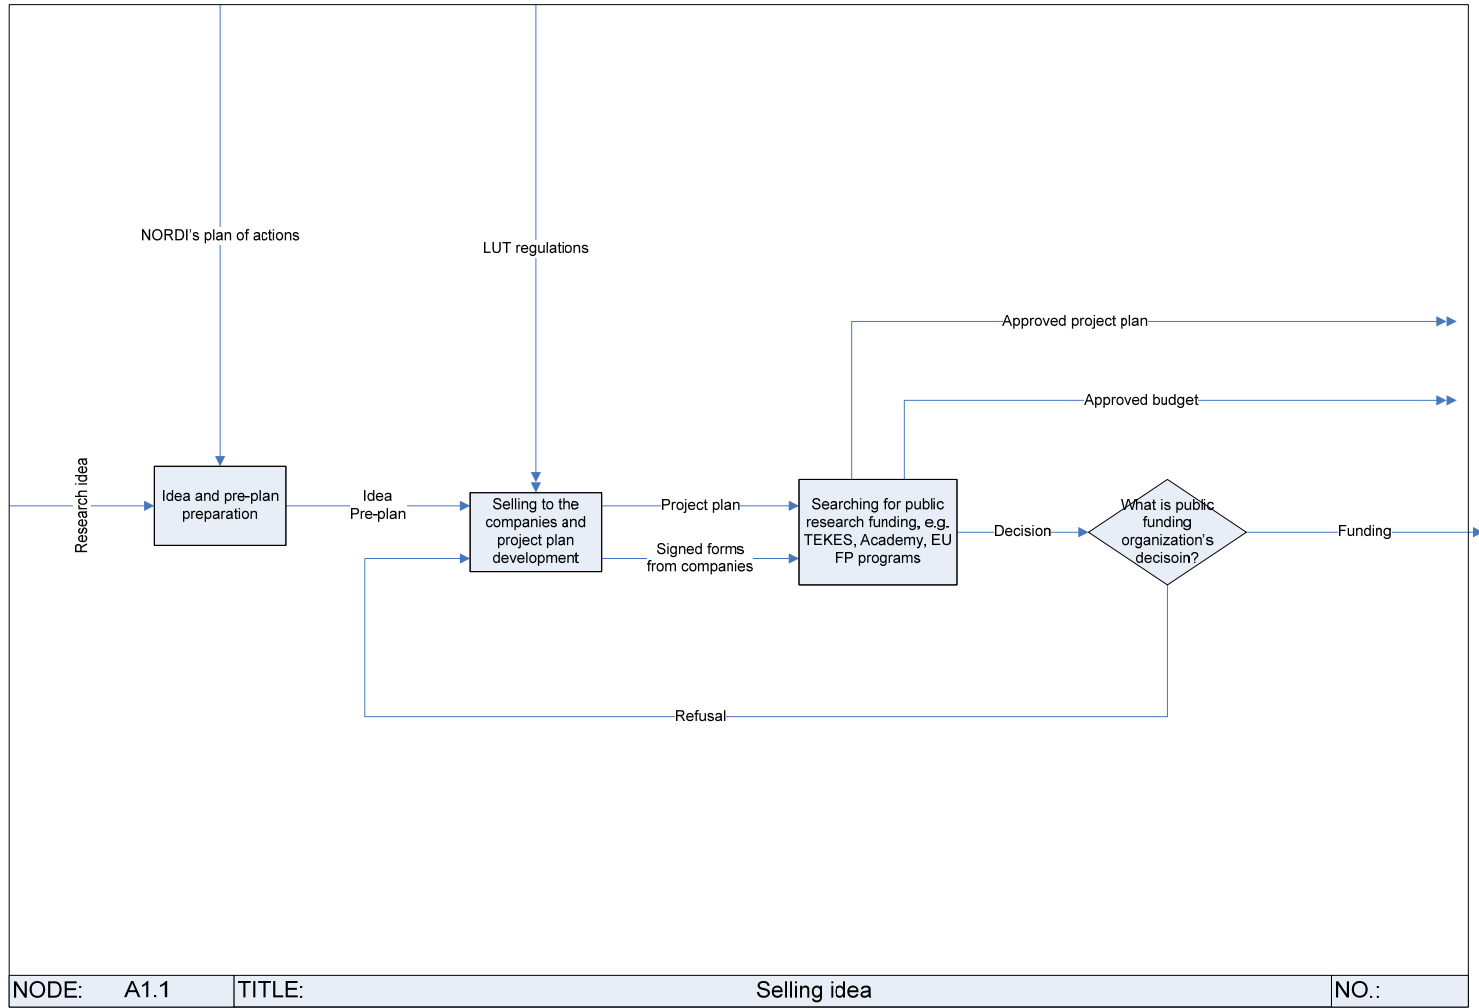 NORDI's plan of actions
LUT regulations
Approved project plan
Approved budget
Research idea
Idea and pre-plan
preparation
Idea
Pre-plan
Selling to the
companies and
project plan
development
Project plan
Signed forms
from companies
Searching for public
research funding, e.g.
TEKES, Academy, EU
FP programs
Decision
What is public
funding
organization's
decisoin?
Funding
Refusal
NODE: A1.1
TITLE: Selling idea
NO.: